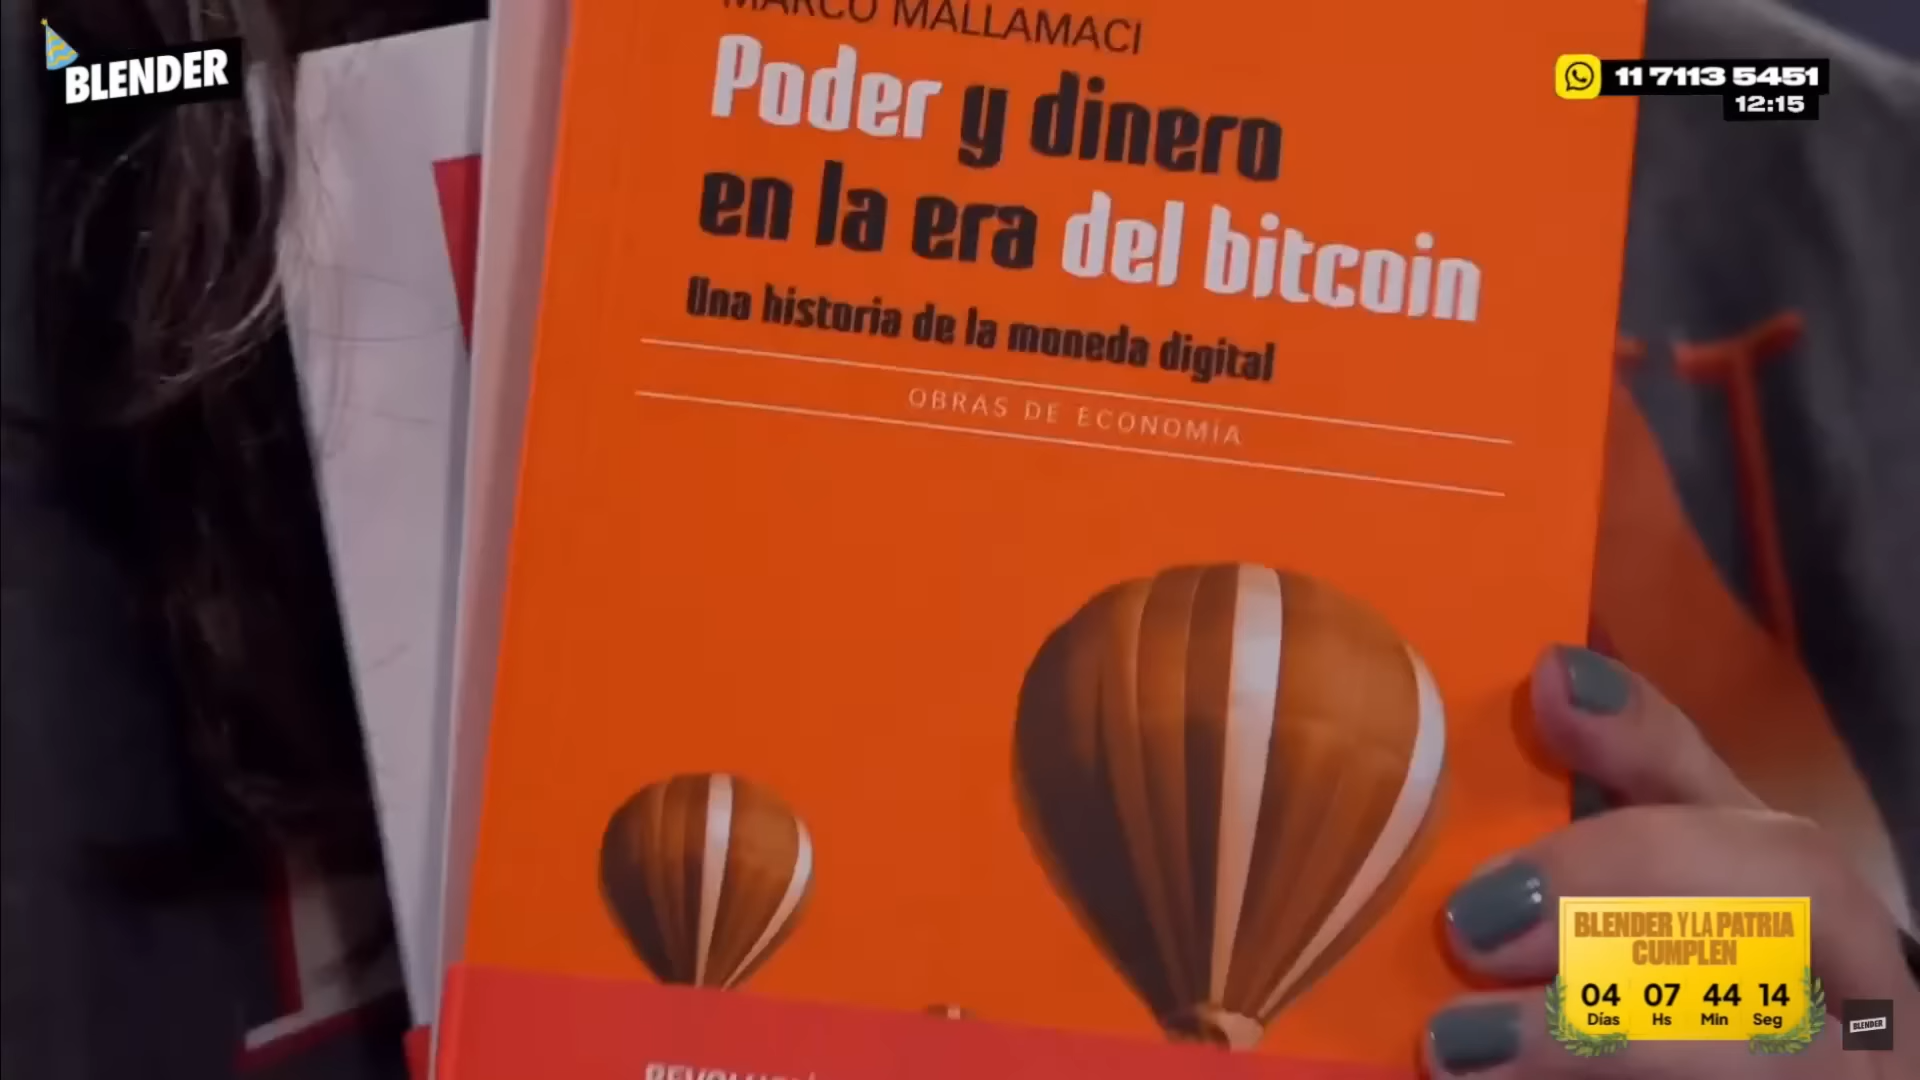 BLENDER
11 7113 5451
12:15
MARCO MALLAMACI
Poder y dinero
en la era del bitcoin
Una historia de la moneda digital
OBRAS DE ECONOMÍA
BLENDER Y LA PATRIA
CUMPLEN
04 07 44 14
Días Hs Min Seg
BLENDER